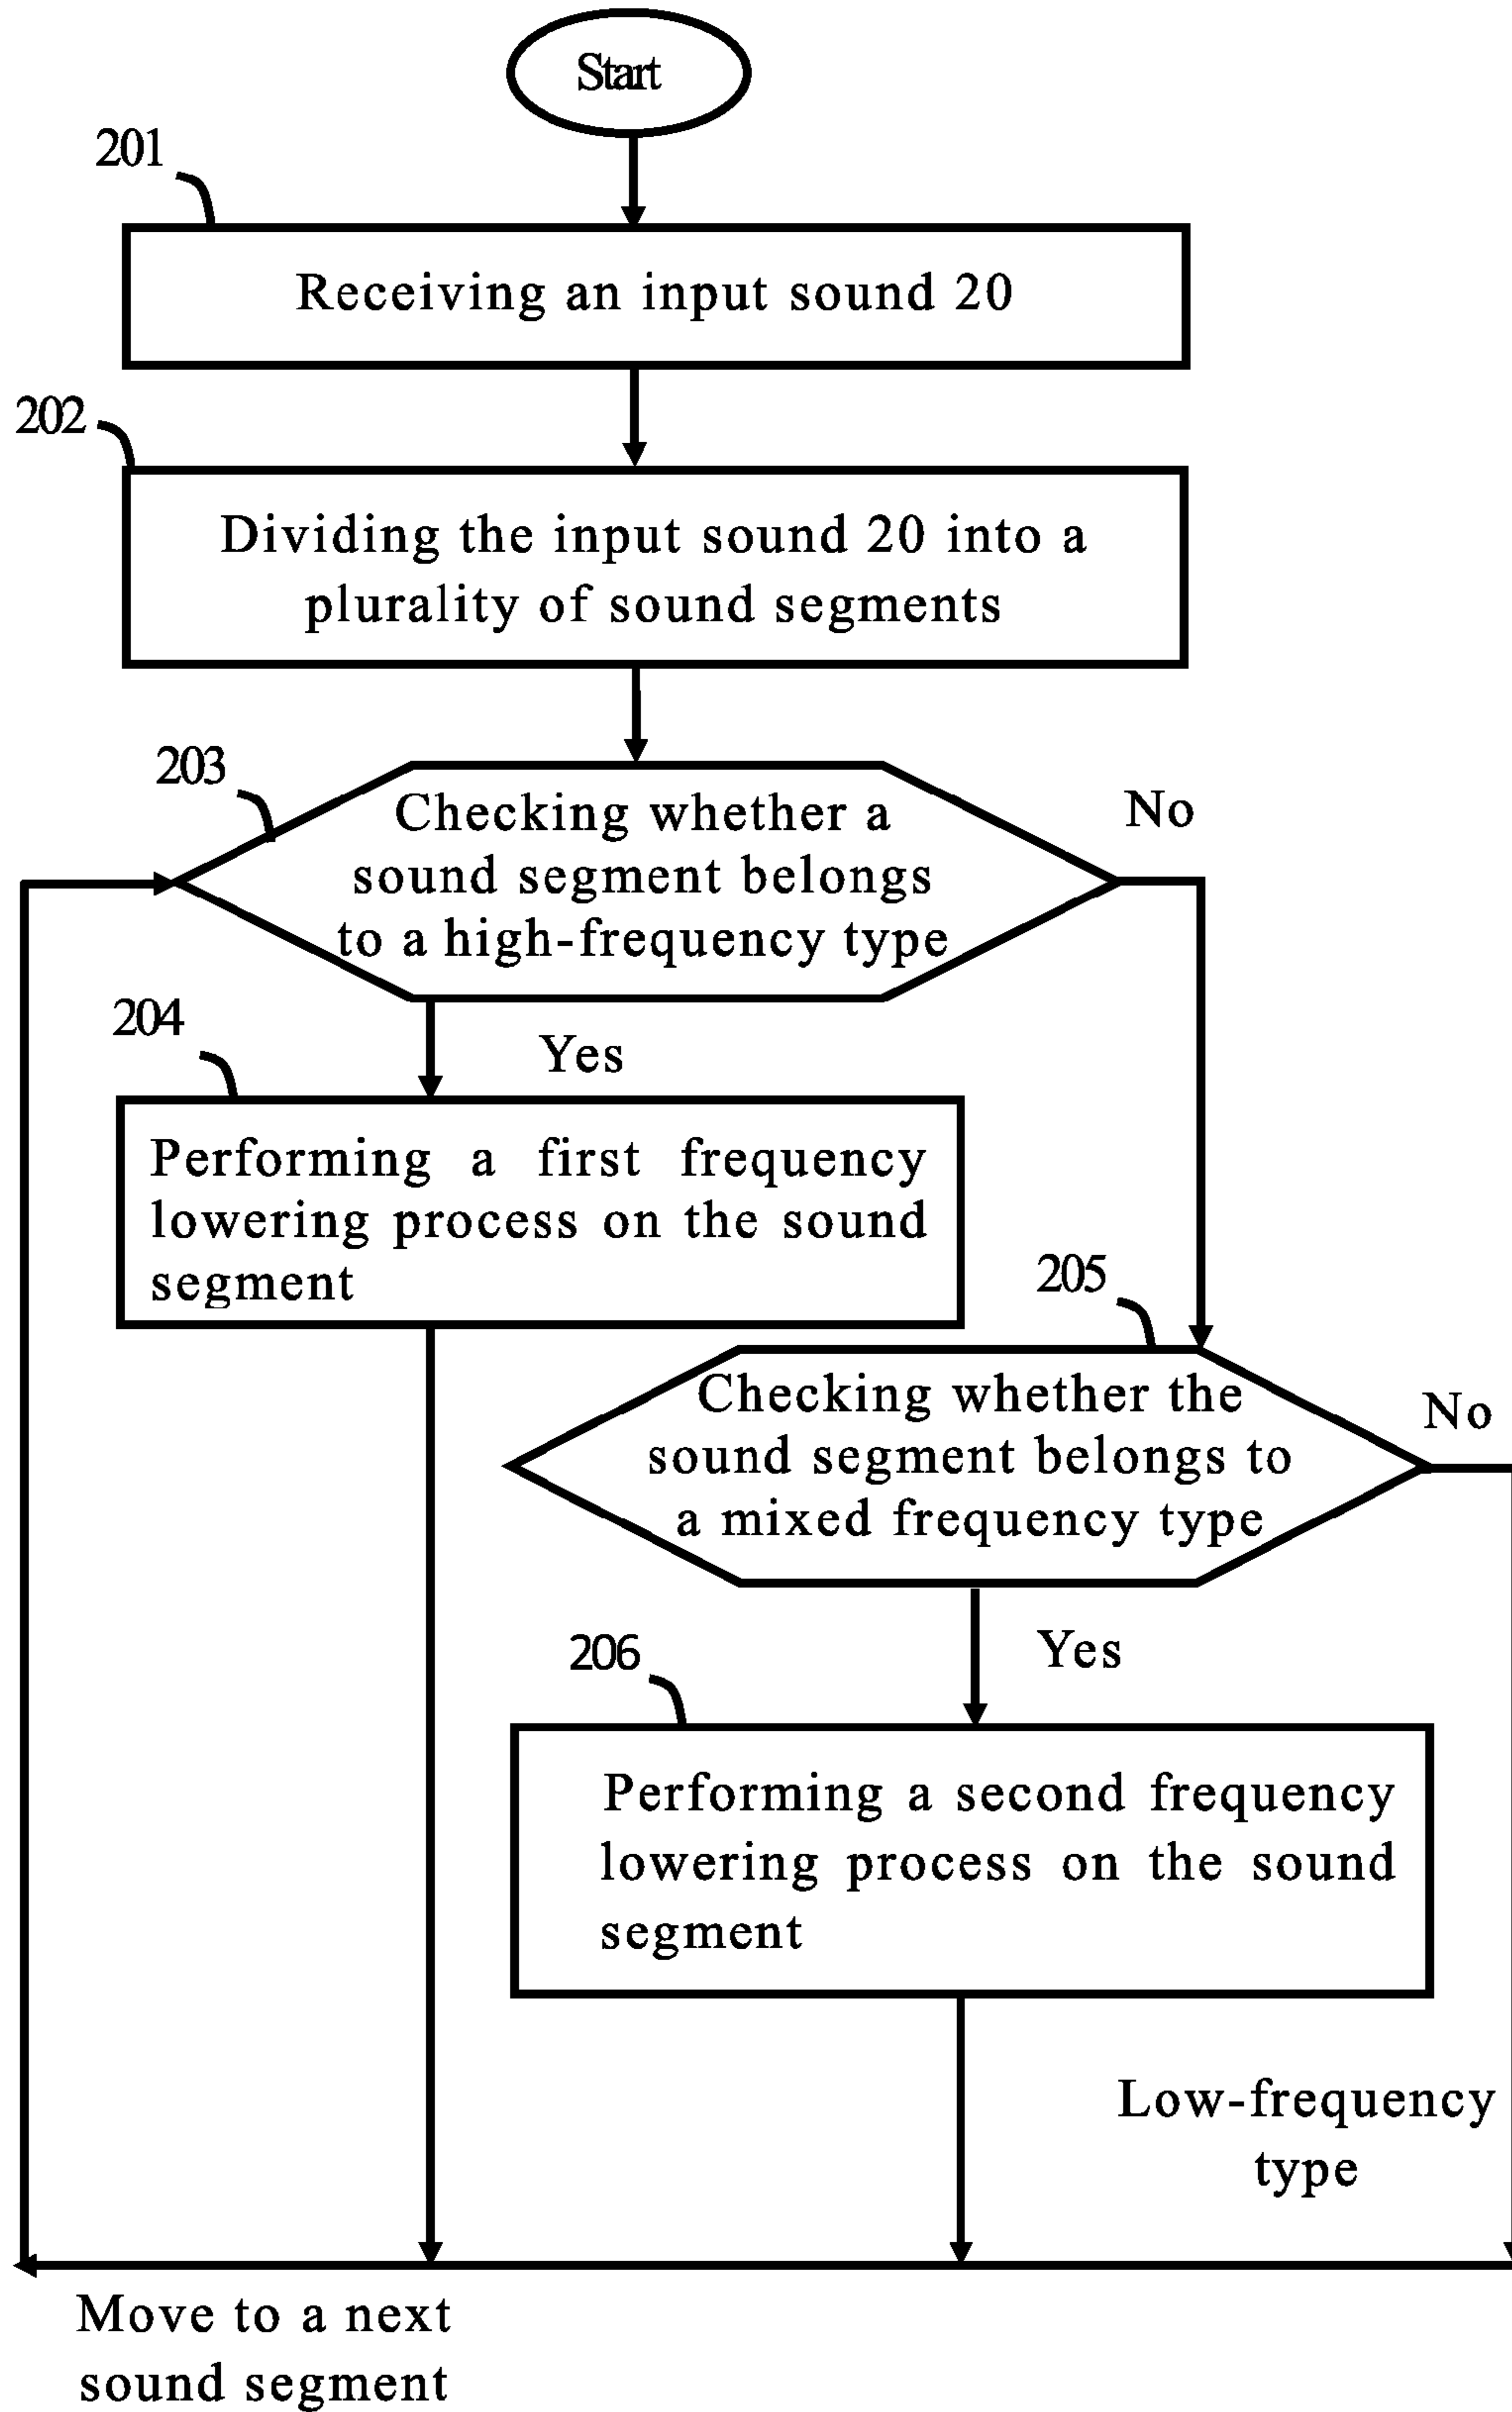 Start
201
Receiving an input sound 20
202
Dividing the input sound 20 into a
plurality of sound segments
203
Checking whether a
sound segment belongs
to a high-frequency type
No
204
Yes
Performing a first frequency
lowering process on the sound
segment
205
Checking whether the
sound segment belongs to
a mixed frequency type
No
206
Yes
Performing a second frequency
lowering process on the sound
segment
Low-frequency
type
Move to a next
sound segment